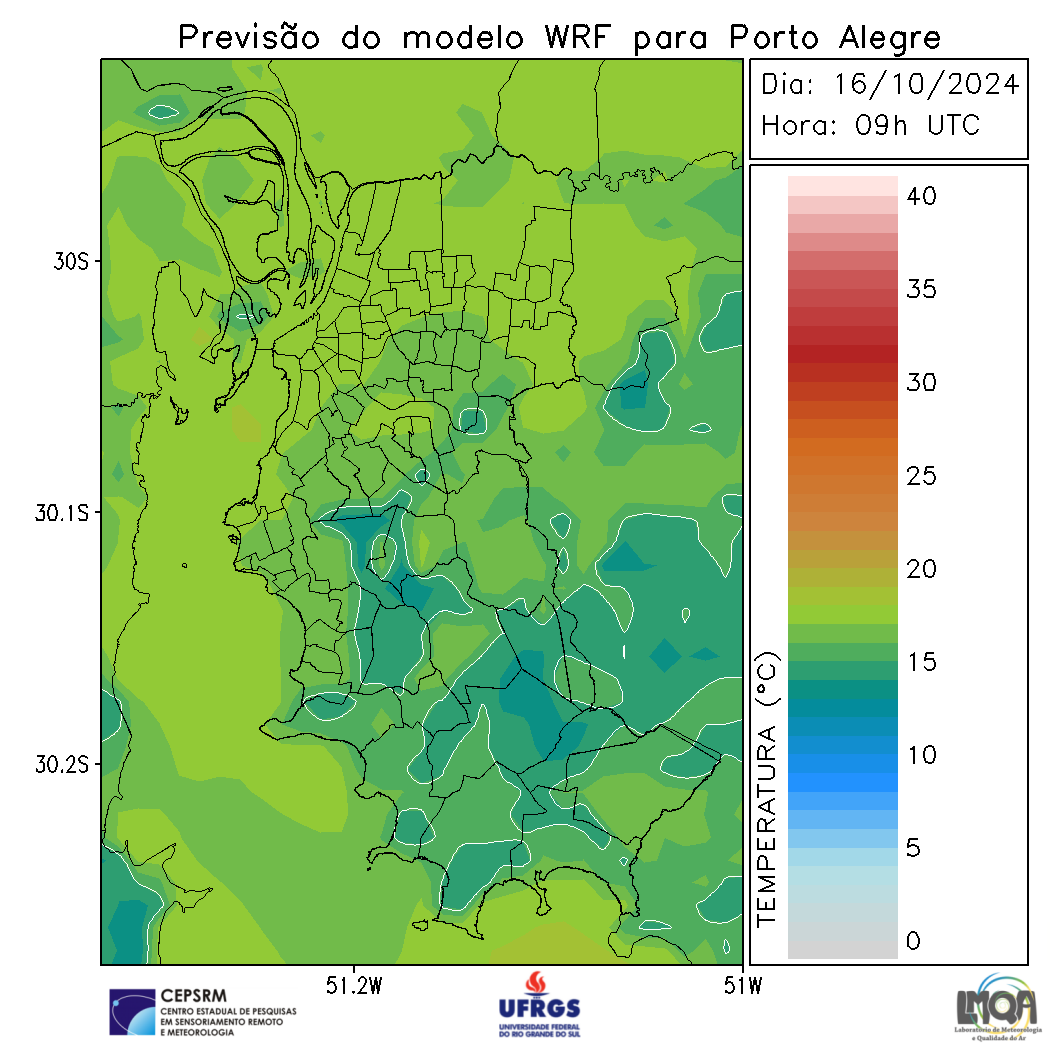 Previsão do modelo WRF para Porto Alegre
Dia: 16/10/2024
Hora: 09h UTC
40
35
30
25
20
15
10
5
0
TEMPERATURA (°C)
30S
30.1S
30.2S
51.2W
51W
CEPSRM
CENTRO ESTADUAL DE PESQUISAS
EM SENSORIAMENTO REMOTO
E METEOROLOGIA
UFRGS
UNIVERSIDADE FEDERAL
DO RIO GRANDE DO SUL
LMQA
Laboratório de Meteorologia
e Qualidade do Ar